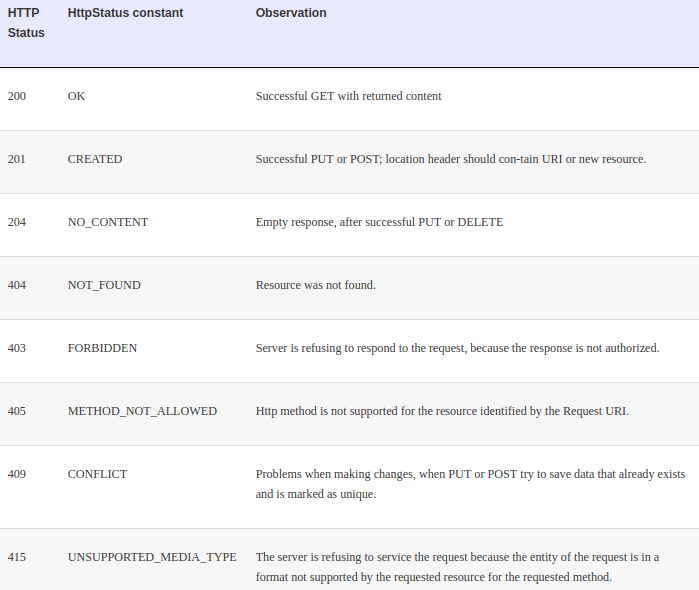 HTTP Status HttpStatus constant Observation
200 OK Successful GET with returned content
201 CREATED Successful PUT or POST; location header should con-tain URI or new resource.
204 NO_CONTENT Empty response, after successful PUT or DELETE
404 NOT_FOUND Resource was not found.
403 FORBIDDEN Server is refusing to respond to the request, because the response is not authorized.
405 METHOD_NOT_ALLOWED Http method is not supported for the resource identified by the Request URI.
409 CONFLICT Problems when making changes, when PUT or POST try to save data that already exists
and is marked as unique.
415 UNSUPPORTED_MEDIA_TYPE The server is refusing to service the request because the entity of the request is in a
format not supported by the requested resource for the requested method.